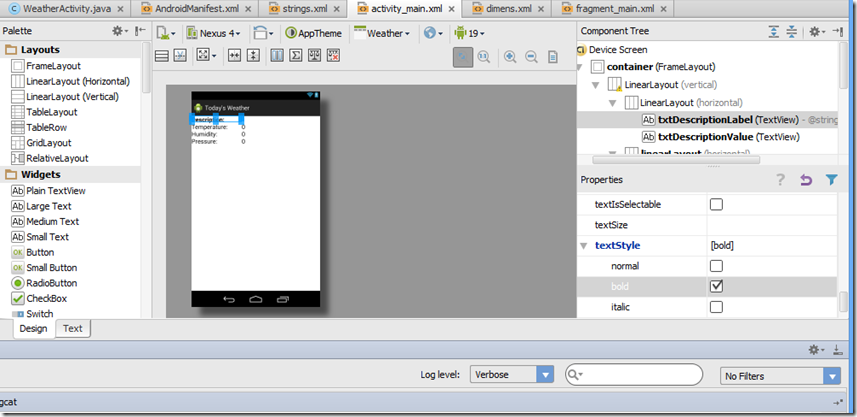 WeatherActivity.java AndroidManifest.xml strings.xml activity_main.xml dimens.xml fragment_main.xml
Palette
Nexus 4 AppTheme Weather 19
Component Tree
Layouts
FrameLayout
LinearLayout (Horizontal)
LinearLayout (Vertical)
TableLayout
TableRow
GridLayout
RelativeLayout
Widgets
Plain TextView
Large Text
Medium Text
Small Text
Button
Small Button
RadioButton
CheckBox
Switch
Today's Weather
Description:
Temperature: 0
Humidity: 0
Pressure: 0
Device Screen
container (FrameLayout)
LinearLayout (vertical)
LinearLayout (horizontal)
txtDescriptionLabel (TextView) - @string
txtDescriptionValue (TextView)
linearLayout (horizontal)
Properties
textIsSelectable
textSize
textStyle [bold]
normal
bold
italic
Design Text
Log level: Verbose No Filters
gcat